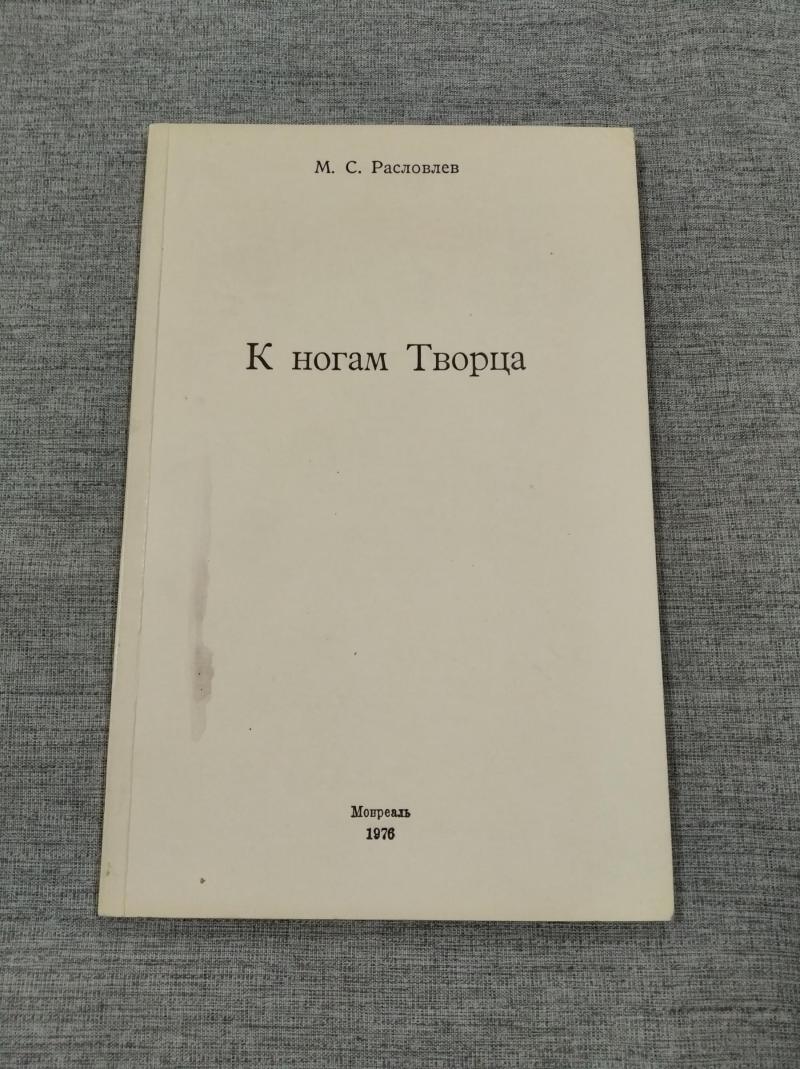 М. С. Расловлев
К ногам Творца
Монреаль
1976